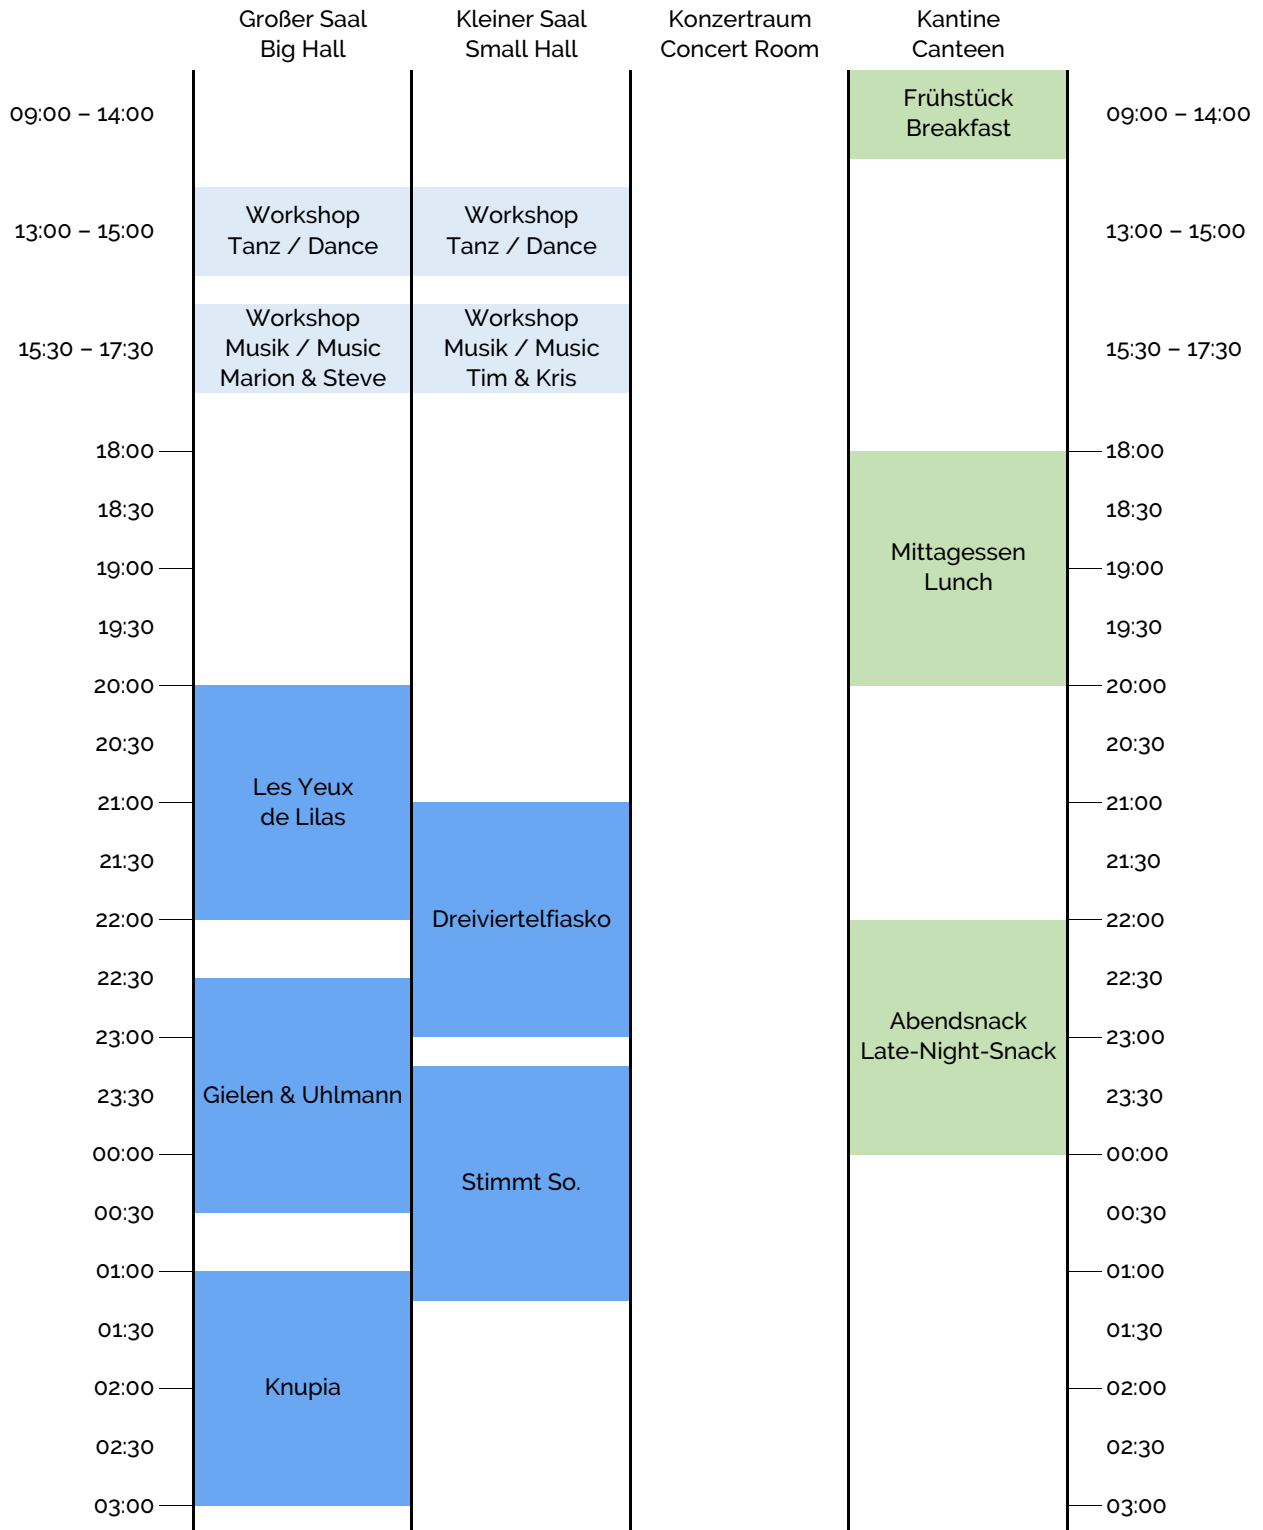 Großer Saal
Big Hall
Kleiner Saal
Small Hall
Konzertraum
Concert Room
Kantine
Canteen
09:00 – 14:00
Frühstück
Breakfast
09:00 – 14:00
13:00 – 15:00
Workshop
Tanz / Dance
Workshop
Tanz / Dance
13:00 – 15:00
15:30 – 17:30
Workshop
Musik / Music
Marion & Steve
Workshop
Musik / Music
Tim & Kris
15:30 – 17:30
18:00
18:00
18:30
18:30
Mittagessen
Lunch
19:00
19:00
19:30
19:30
20:00
20:00
20:30
20:30
Les Yeux
de Lilas
21:00
21:00
21:30
21:30
22:00
Dreiviertelfiasko
22:00
22:30
22:30
Abendsnack
Late-Night-Snack
23:00
23:00
23:30
Gielen & Uhlmann
23:30
00:00
00:00
Stimmt So.
00:30
00:30
01:00
01:00
01:30
01:30
02:00
Knupia
02:00
02:30
02:30
03:00
03:00